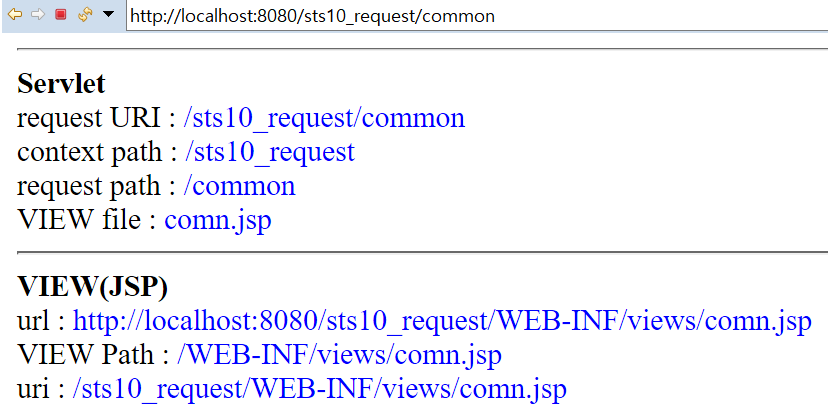 http://localhost:8080/sts10_request/common
Servlet
request URI : /sts10_request/common
context path : /sts10_request
request path : /common
VIEW file : comn.jsp
VIEW(JSP)
url : http://localhost:8080/sts10_request/WEB-INF/views/comn.jsp
VIEW Path : /WEB-INF/views/comn.jsp
uri : /sts10_request/WEB-INF/views/comn.jsp